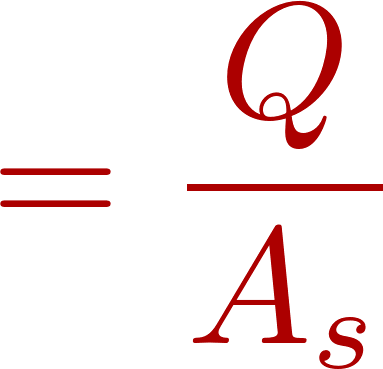 = Q
A_s